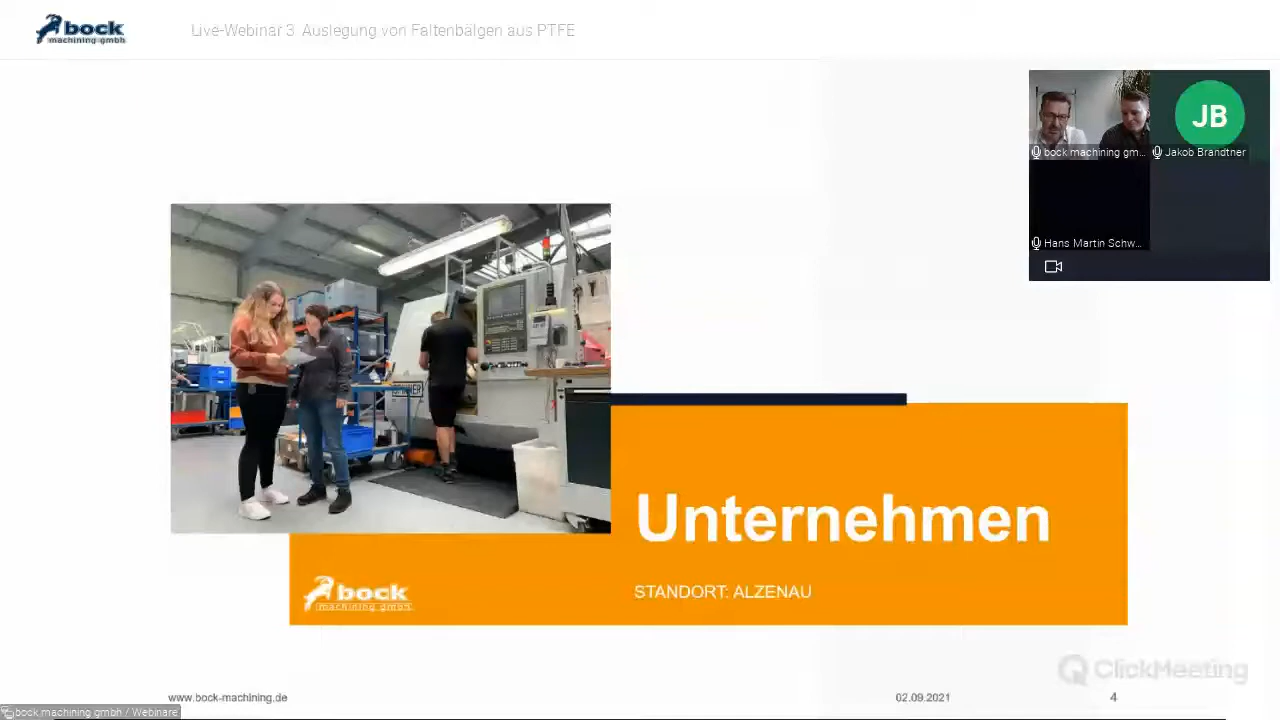 bock
machining gmbh
Live-Webinar 3: Auslegung von Faltenbälgen aus PTFE
JB
bock machining gm...
Jakob Brandtner
Hans Martin Schw...
Unternehmen
STANDORT: ALZENAU
bock
machining gmbh
ClickMeeting
www.bock-machining.de
02.09.2021
4
bock machining gmbh / Webinare